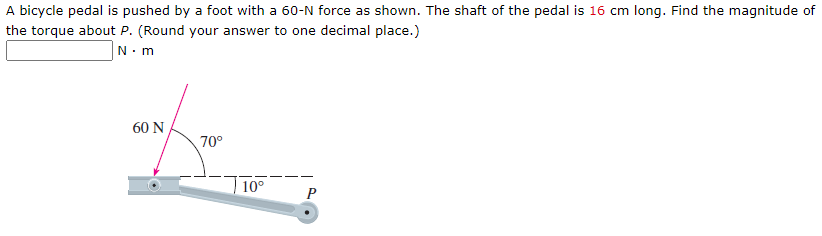 A bicycle pedal is pushed by a foot with a 60-N force as shown. The shaft of the pedal is 16 cm long. Find the magnitude of
the torque about P. (Round your answer to one decimal place.)
N · m
60 N
70°
10°
P